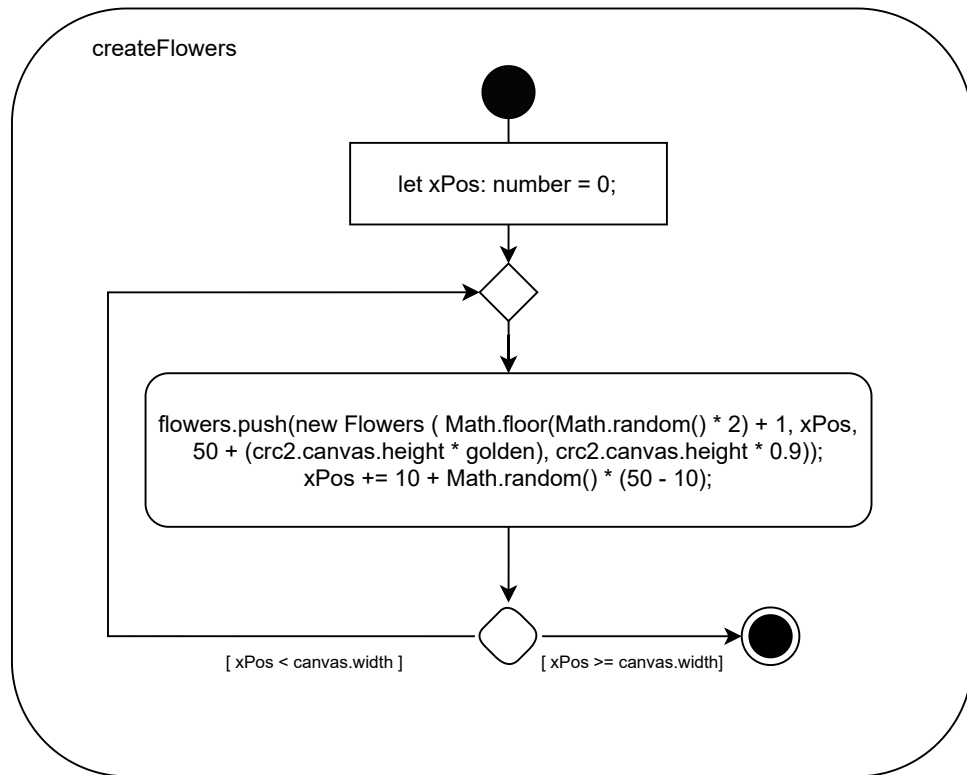 createFlowers
let xPos: number = 0;
flowers.push(new Flowers ( Math.floor(Math.random() * 2) + 1, xPos,
50 + (crc2.canvas.height * golden), crc2.canvas.height * 0.9));
xPos += 10 + Math.random() * (50 - 10);
[ xPos < canvas.width ]
[ xPos >= canvas.width]